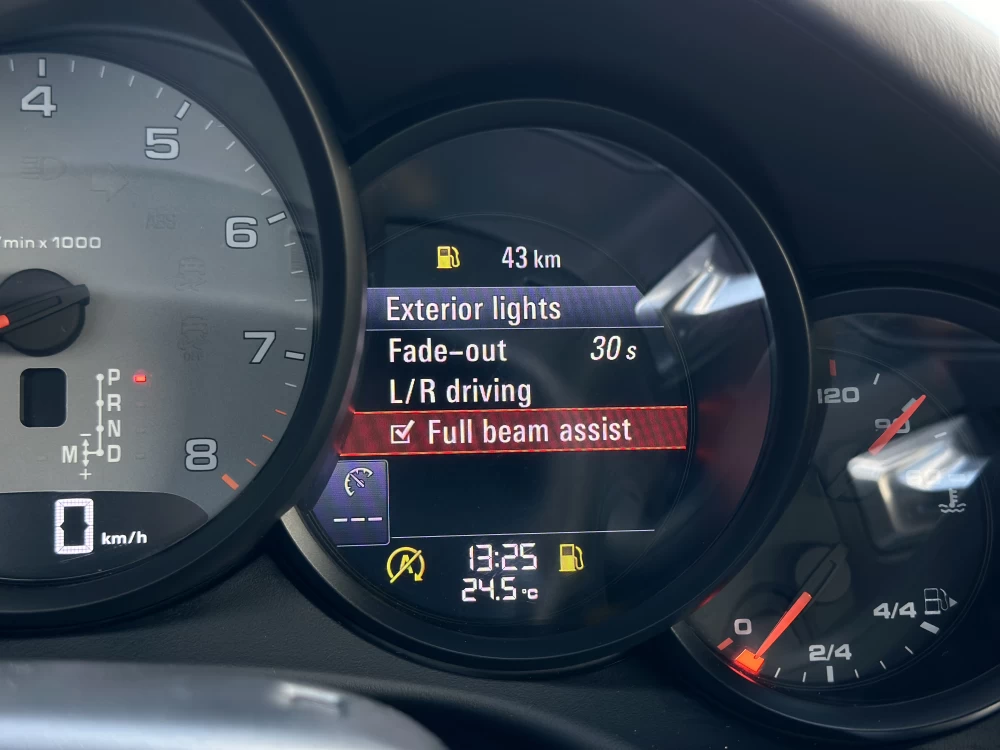 4
5
6
7
8
/min x 1000
P
R
N
M D
0 km/h
43 km
Exterior lights
Fade-out 30 s
L/R driving
Full beam assist
---
A
13:25
24.5 °C
120
90
0
2/4
4/4